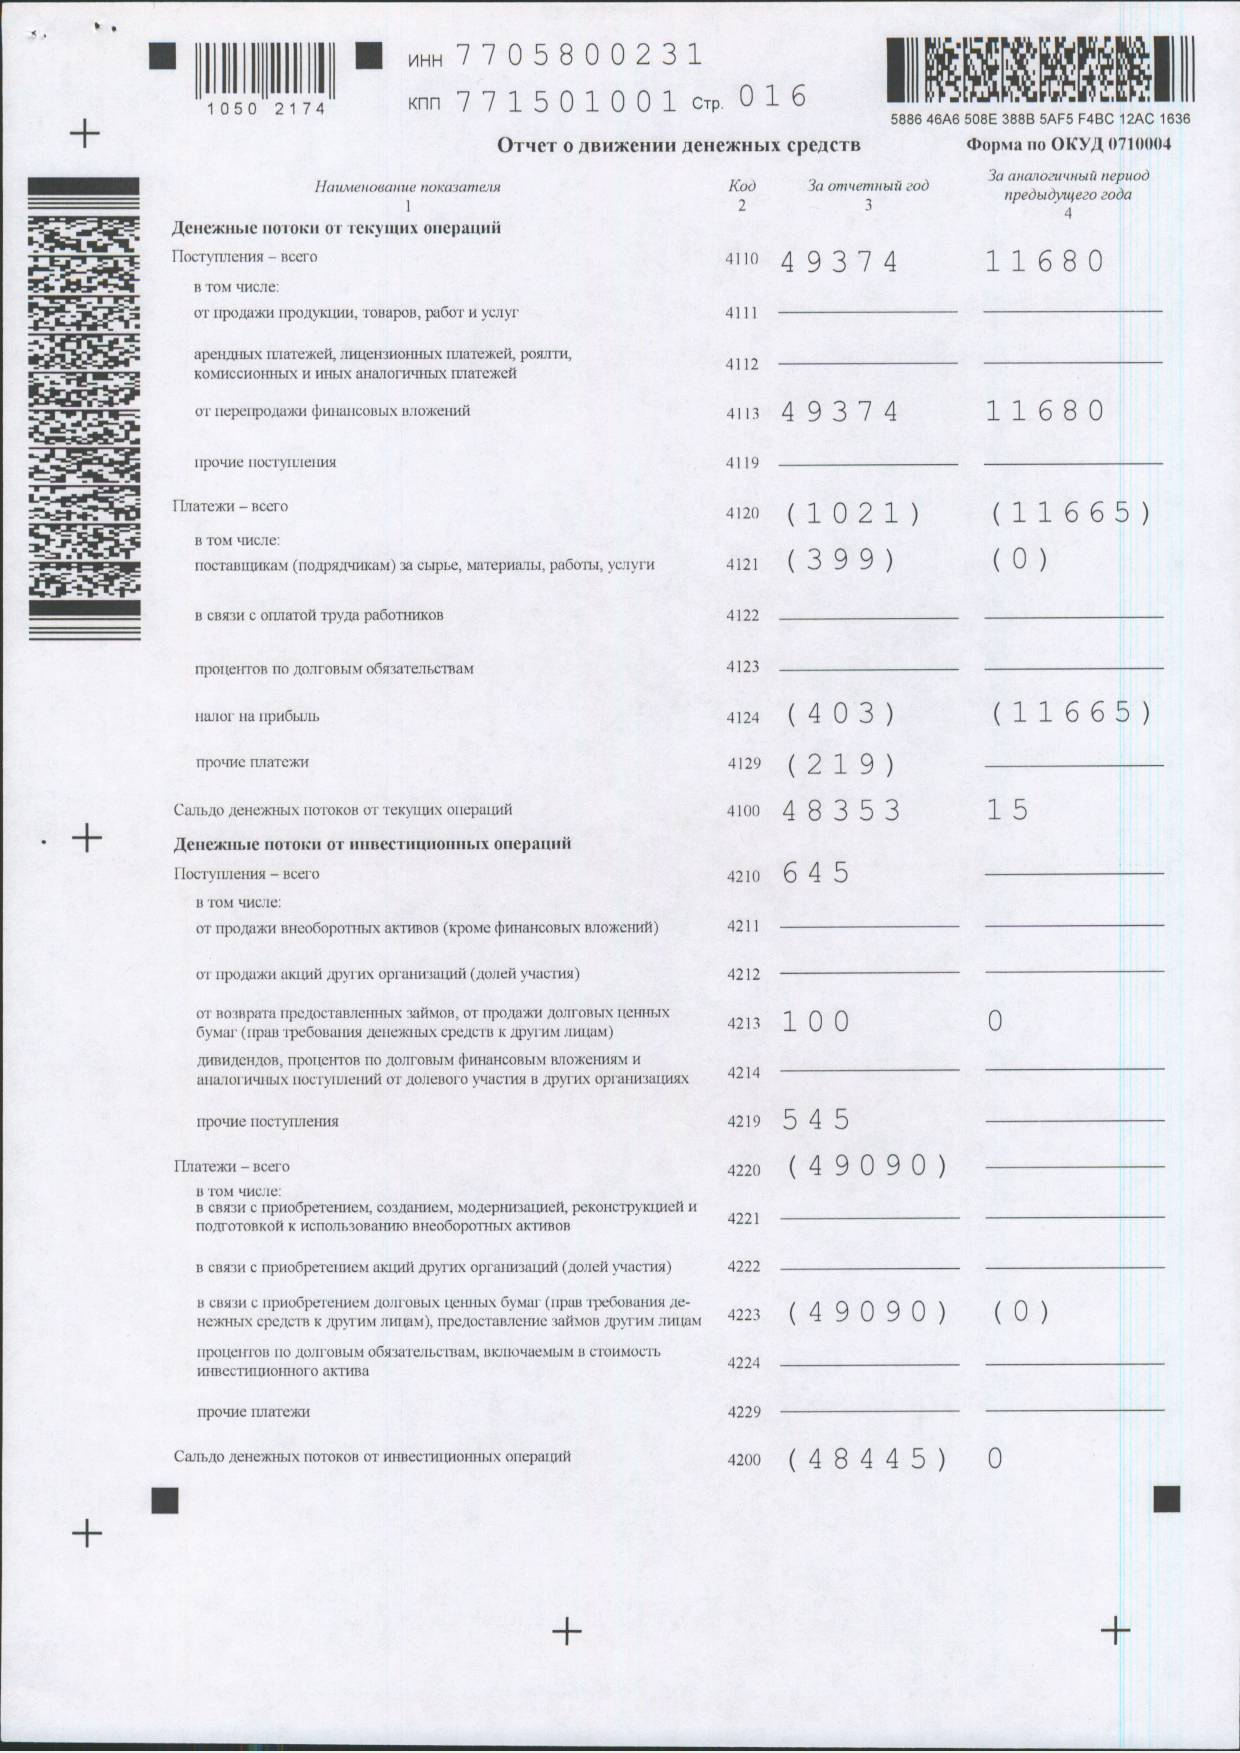 ИНН 7705800231
1050 2174
КПП 771501001 Стр. 016
5886 46A6 508E 388B 5AF5 F4BC 12AC 1636
Отчет о движении денежных средств
Форма по ОКУД 0710004
Наименование показателя Код За отчетный год За аналогичный период предыдущего года
1 2 3 4
Денежные потоки от текущих операций
Поступления – всего 4110 49374 11680
в том числе:
от продажи продукции, товаров, работ и услуг 4111
арендных платежей, лицензионных платежей, роялти,
комиссионных и иных аналогичных платежей 4112
от перепродажи финансовых вложений 4113 49374 11680
прочие поступления 4119
Платежи – всего 4120 (1021) (11665)
в том числе:
поставщикам (подрядчикам) за сырье, материалы, работы, услуги 4121 (399) (0)
в связи с оплатой труда работников 4122
процентов по долговым обязательствам 4123
налог на прибыль 4124 (403) (11665)
прочие платежи 4129 (219)
Сальдо денежных потоков от текущих операций 4100 48353 15
Денежные потоки от инвестиционных операций
Поступления – всего 4210 645
в том числе:
от продажи внеоборотных активов (кроме финансовых вложений) 4211
от продажи акций других организаций (долей участия) 4212
от возврата предоставленных займов, от продажи долговых ценных
бумаг (прав требования денежных средств к другим лицам) 4213 100 0
дивидендов, процентов по долговым финансовым вложениям и
аналогичных поступлений от долевого участия в других организациях 4214
прочие поступления 4219 545
Платежи – всего 4220 (49090)
в том числе:
в связи с приобретением, созданием, модернизацией, реконструкцией и
подготовкой к использованию внеоборотных активов 4221
в связи с приобретением акций других организаций (долей участия) 4222
в связи с приобретением долговых ценных бумаг (прав требования де-
нежных средств к другим лицам), предоставление займов другим лицам 4223 (49090) (0)
процентов по долговым обязательствам, включаемым в стоимость
инвестиционного актива 4224
прочие платежи 4229
Сальдо денежных потоков от инвестиционных операций 4200 (48445) 0